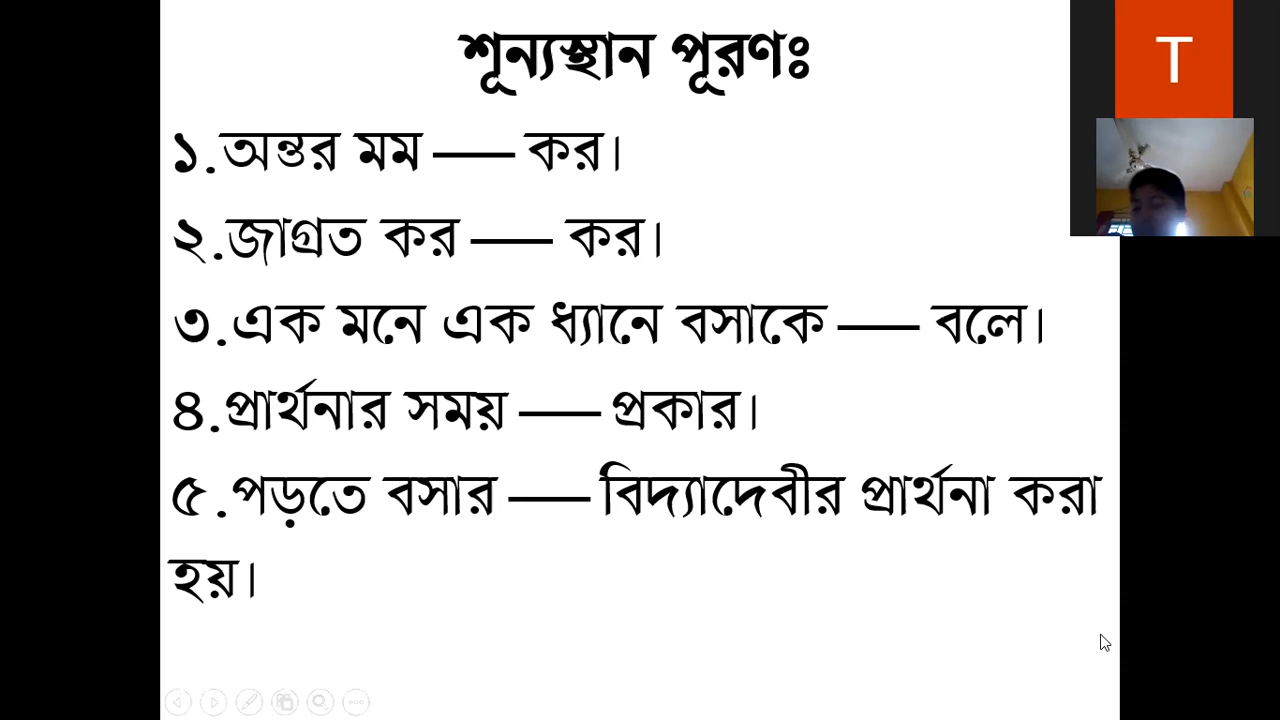 শূন্যস্থান পূরণঃ
T
১.অন্তর মম — কর।
২.জাগ্রত কর — কর।
৩.এক মনে এক ধ্যানে বসাকে — বলে।
৪.প্রার্থনার সময় — প্রকার।
৫.পড়তে বসার — বিদ্যাদেবীর প্রার্থনা করা
হয়।